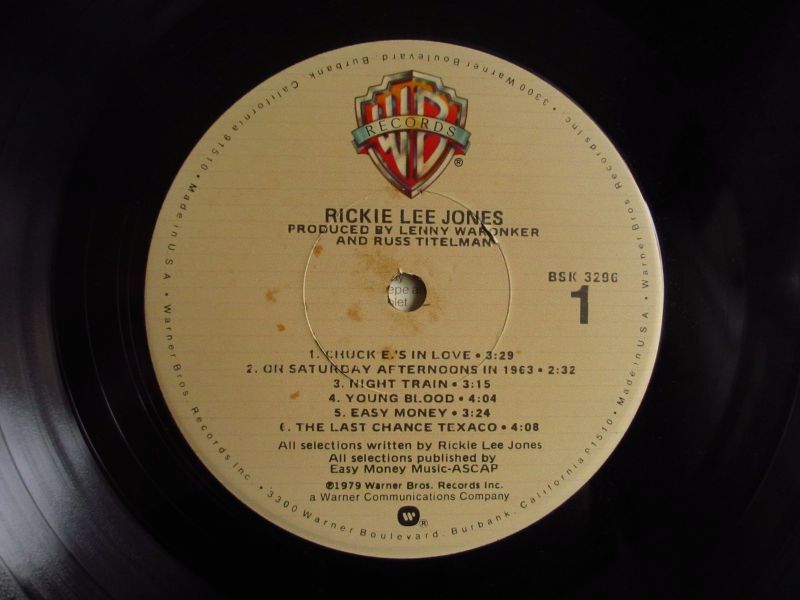 WB
RECORDS
®
RICKIE LEE JONES
PRODUCED BY LENNY WARONKER
AND RUSS TITELMAN
BSK 3296
1
epe a
olet
1. CHUCK E.'S IN LOVE • 3:29
2. ON SATURDAY AFTERNOONS IN 1963 • 2:32
3. NIGHT TRAIN • 3:15
4. YOUNG BLOOD • 4:04
5. EASY MONEY • 3:24
6. THE LAST CHANCE TEXACO • 4:08
All selections written by Rickie Lee Jones
All selections published by
Easy Money Music-ASCAP
℗1979 Warner Bros. Records Inc.
a Warner Communications Company
W®
Made in U.S.A. • Warner Bros. Records Inc. • 3300 Warner Boulevard, Burbank, California 91510 • Made in U.S.A. • Warner Bros. Records Inc. • 3300 Warner Boulevard, Burbank, California 91510 •